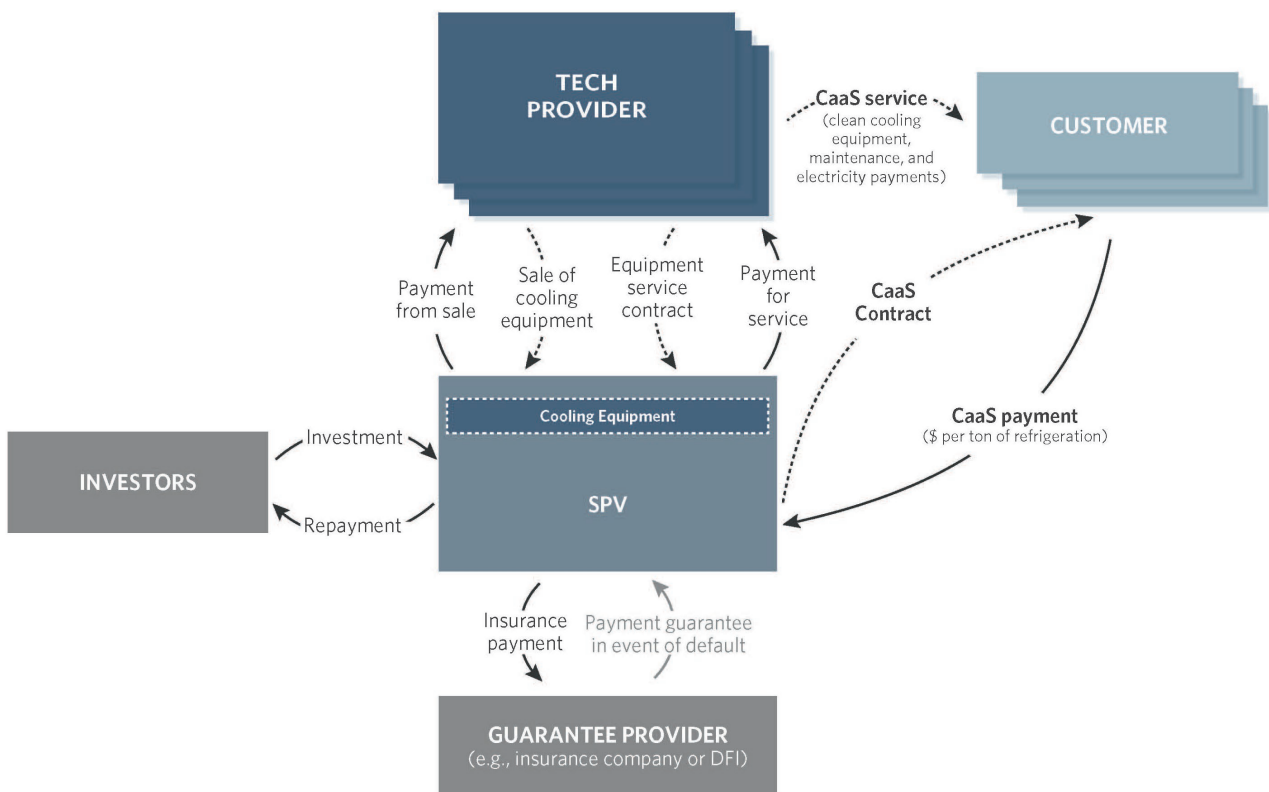 TECH
PROVIDER
CaaS service
(clean cooling
equipment,
maintenance, and
electricity payments)
CUSTOMER
Payment
from sale
Sale of
cooling
equipment
Equipment
service
contract
Payment
for
service
CaaS
Contract
CaaS payment
($ per ton of refrigeration)
Cooling Equipment
SPV
INVESTORS
Investment
Repayment
Insurance
payment
Payment guarantee
in event of default
GUARANTEE PROVIDER
(e.g., insurance company or DFI)